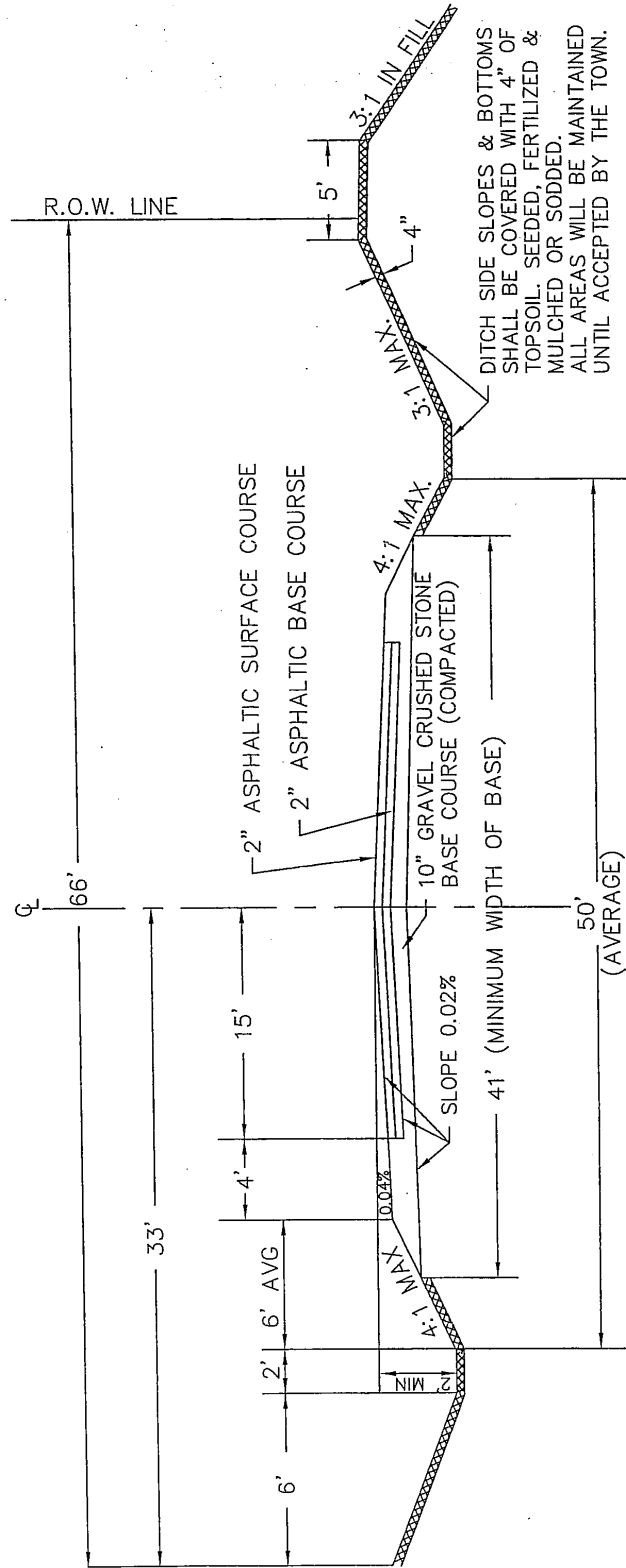 ℄
66'
R.O.W. LINE
33'
15'
4'
6' AVG
2'
6'
5'
3:1 IN FILL
4"
2" ASPHALTIC SURFACE COURSE
2" ASPHALTIC BASE COURSE
4:1 MAX.
3:1 MAX.
0.04%
4:1 MAX
2' MIN
10" GRAVEL CRUSHED STONE
BASE COURSE (COMPACTED)
SLOPE 0.02%
41' (MINIMUM WIDTH OF BASE)
50'
(AVERAGE)
DITCH SIDE SLOPES & BOTTOMS
SHALL BE COVERED WITH 4" OF
TOPSOIL. SEEDED, FERTILIZED &
MULCHED OR SODDED.
ALL AREAS WILL BE MAINTAINED
UNTIL ACCEPTED BY THE TOWN.